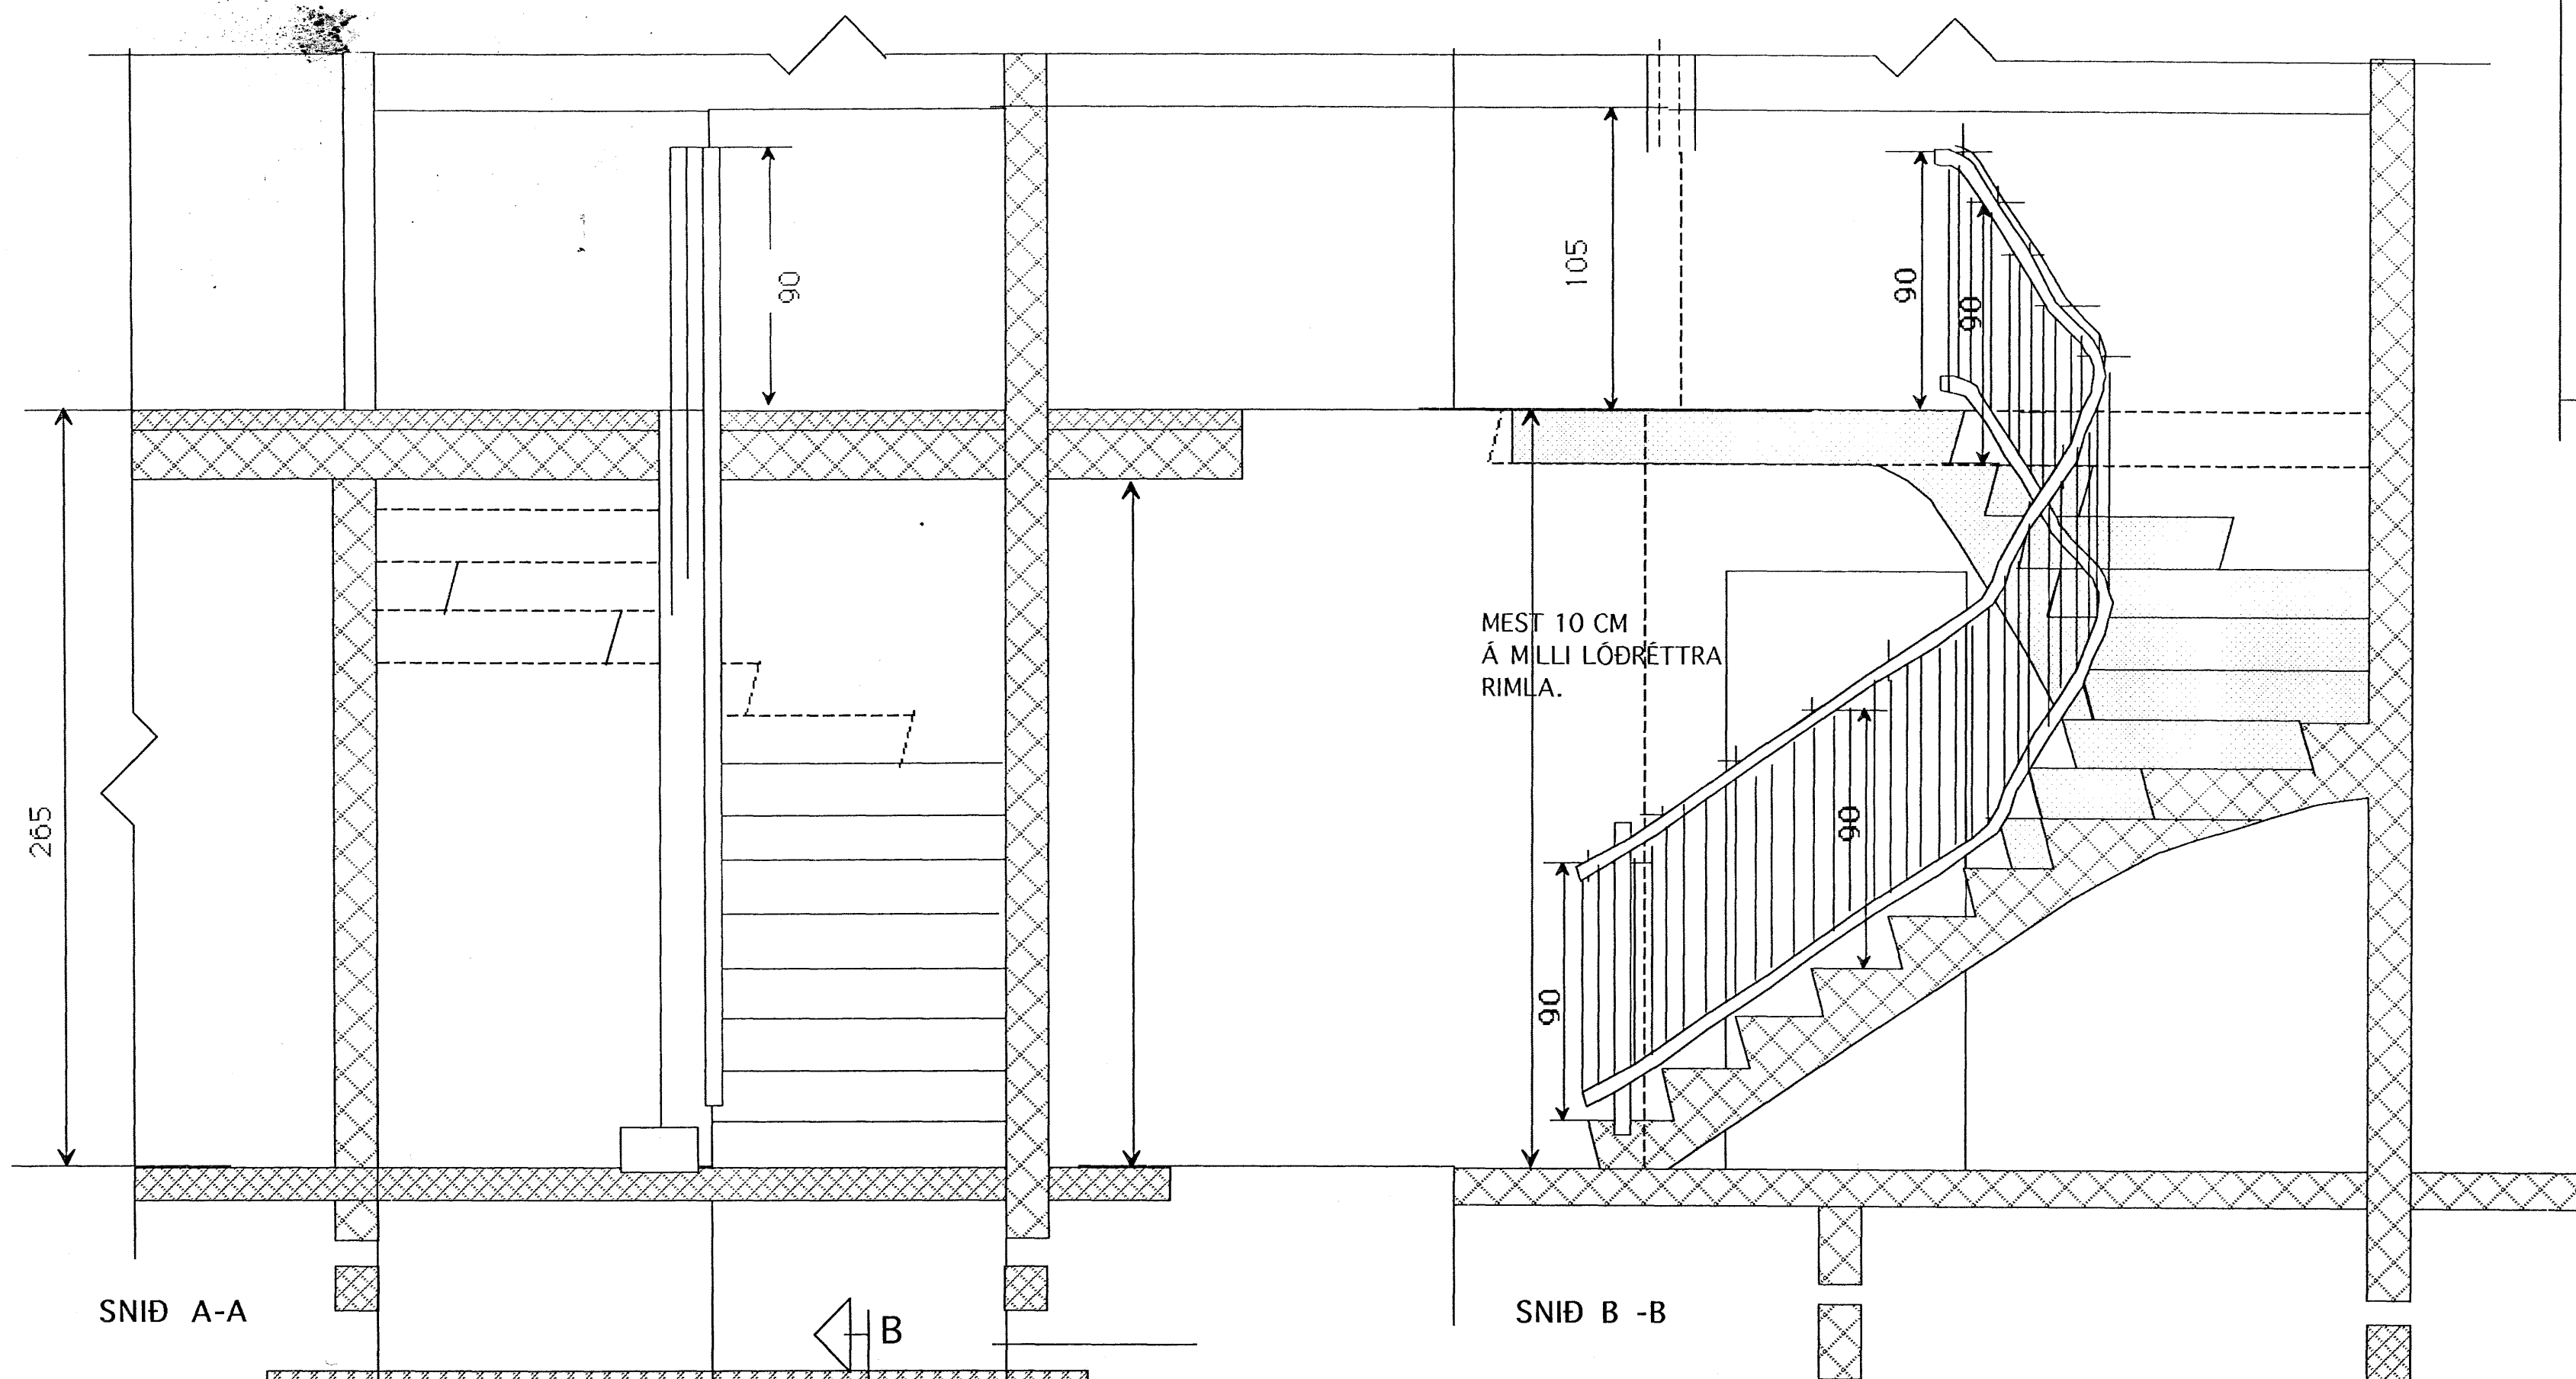 90
105
90
90
265
MEST 10 CM
Á MILLI LÓÐRÉTTRA
RIMLA.
90
90
SNIÐ A-A
B
SNIÐ B -B